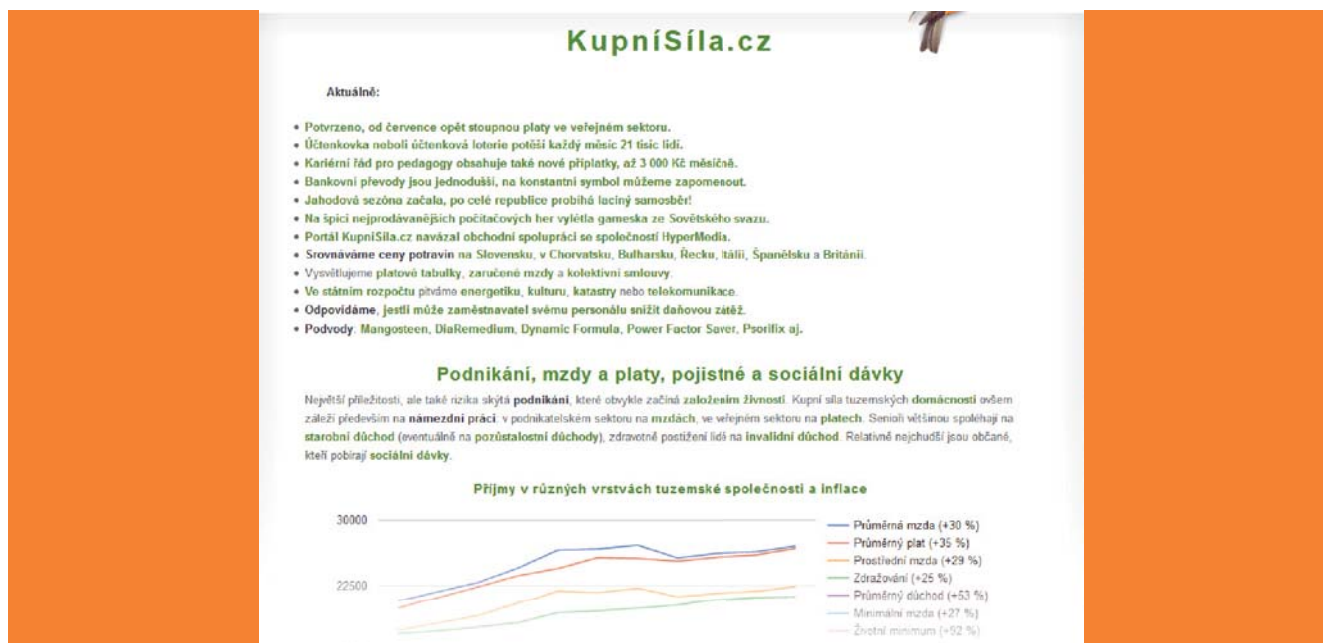 KupníSíla.cz
Aktuálně:
• Potvrzeno, od července opět stoupnou platy ve veřejném sektoru.
• Účtenkovka neboli účtenková loterie potěší každý měsíc 21 tisíc lidí.
• Kariérní řád pro pedagogy obsahuje také nové příplatky, až 3 000 Kč měsíčně.
• Bankovní převody jsou jednodušší, na konstantní symbol můžeme zapomenout.
• Jahodová sezóna začala, po celé republice probíhá laciný samosběr!
• Na špici nejprodávanějších počítačových her vylétla gameska ze Sovětského svazu.
• Portál KupniSila.cz navázal obchodní spolupráci se společností HyperMedia.
• Srovnáváme ceny potravin na Slovensku, v Chorvatsku, Bulharsku, Řecku, Itálii, Španělsku a Británii.
• Vysvětlujeme platové tabulky, zaručené mzdy a kolektivní smlouvy.
• Ve státním rozpočtu pitváme energetiku, kulturu, katastry nebo telekomunikace.
• Odpovídáme, jestli může zaměstnavatel svému personálu snížit daňovou zátěž.
• Podvody: Mangosteen, DiaRemedium, Dynamic Formula, Power Factor Saver, Psorifix aj.
Podnikání, mzdy a platy, pojistné a sociální dávky
Největší příležitosti, ale také rizika skýtá podnikání, které obvykle začíná založením živnosti. Kupní síla tuzemských domácností ovšem
záleží především na námezdní práci, v podnikatelském sektoru na mzdách, ve veřejném sektoru na platech. Senioři většinou spoléhají na
starobní důchod (eventuálně na pozůstalostní důchody), zdravotně postižení lidé na invalidní důchod. Relativně nejchudší jsou občané,
kteří pobírají sociální dávky.
Příjmy v různých vrstvách tuzemské společnosti a inflace
30000
22500
Průměrná mzda (+30 %)
Průměrný plat (+35 %)
Prostřední mzda (+29 %)
Zdražování (+25 %)
Průměrný důchod (+53 %)
Minimální mzda (+27 %)
Životní minimum (+92 %)